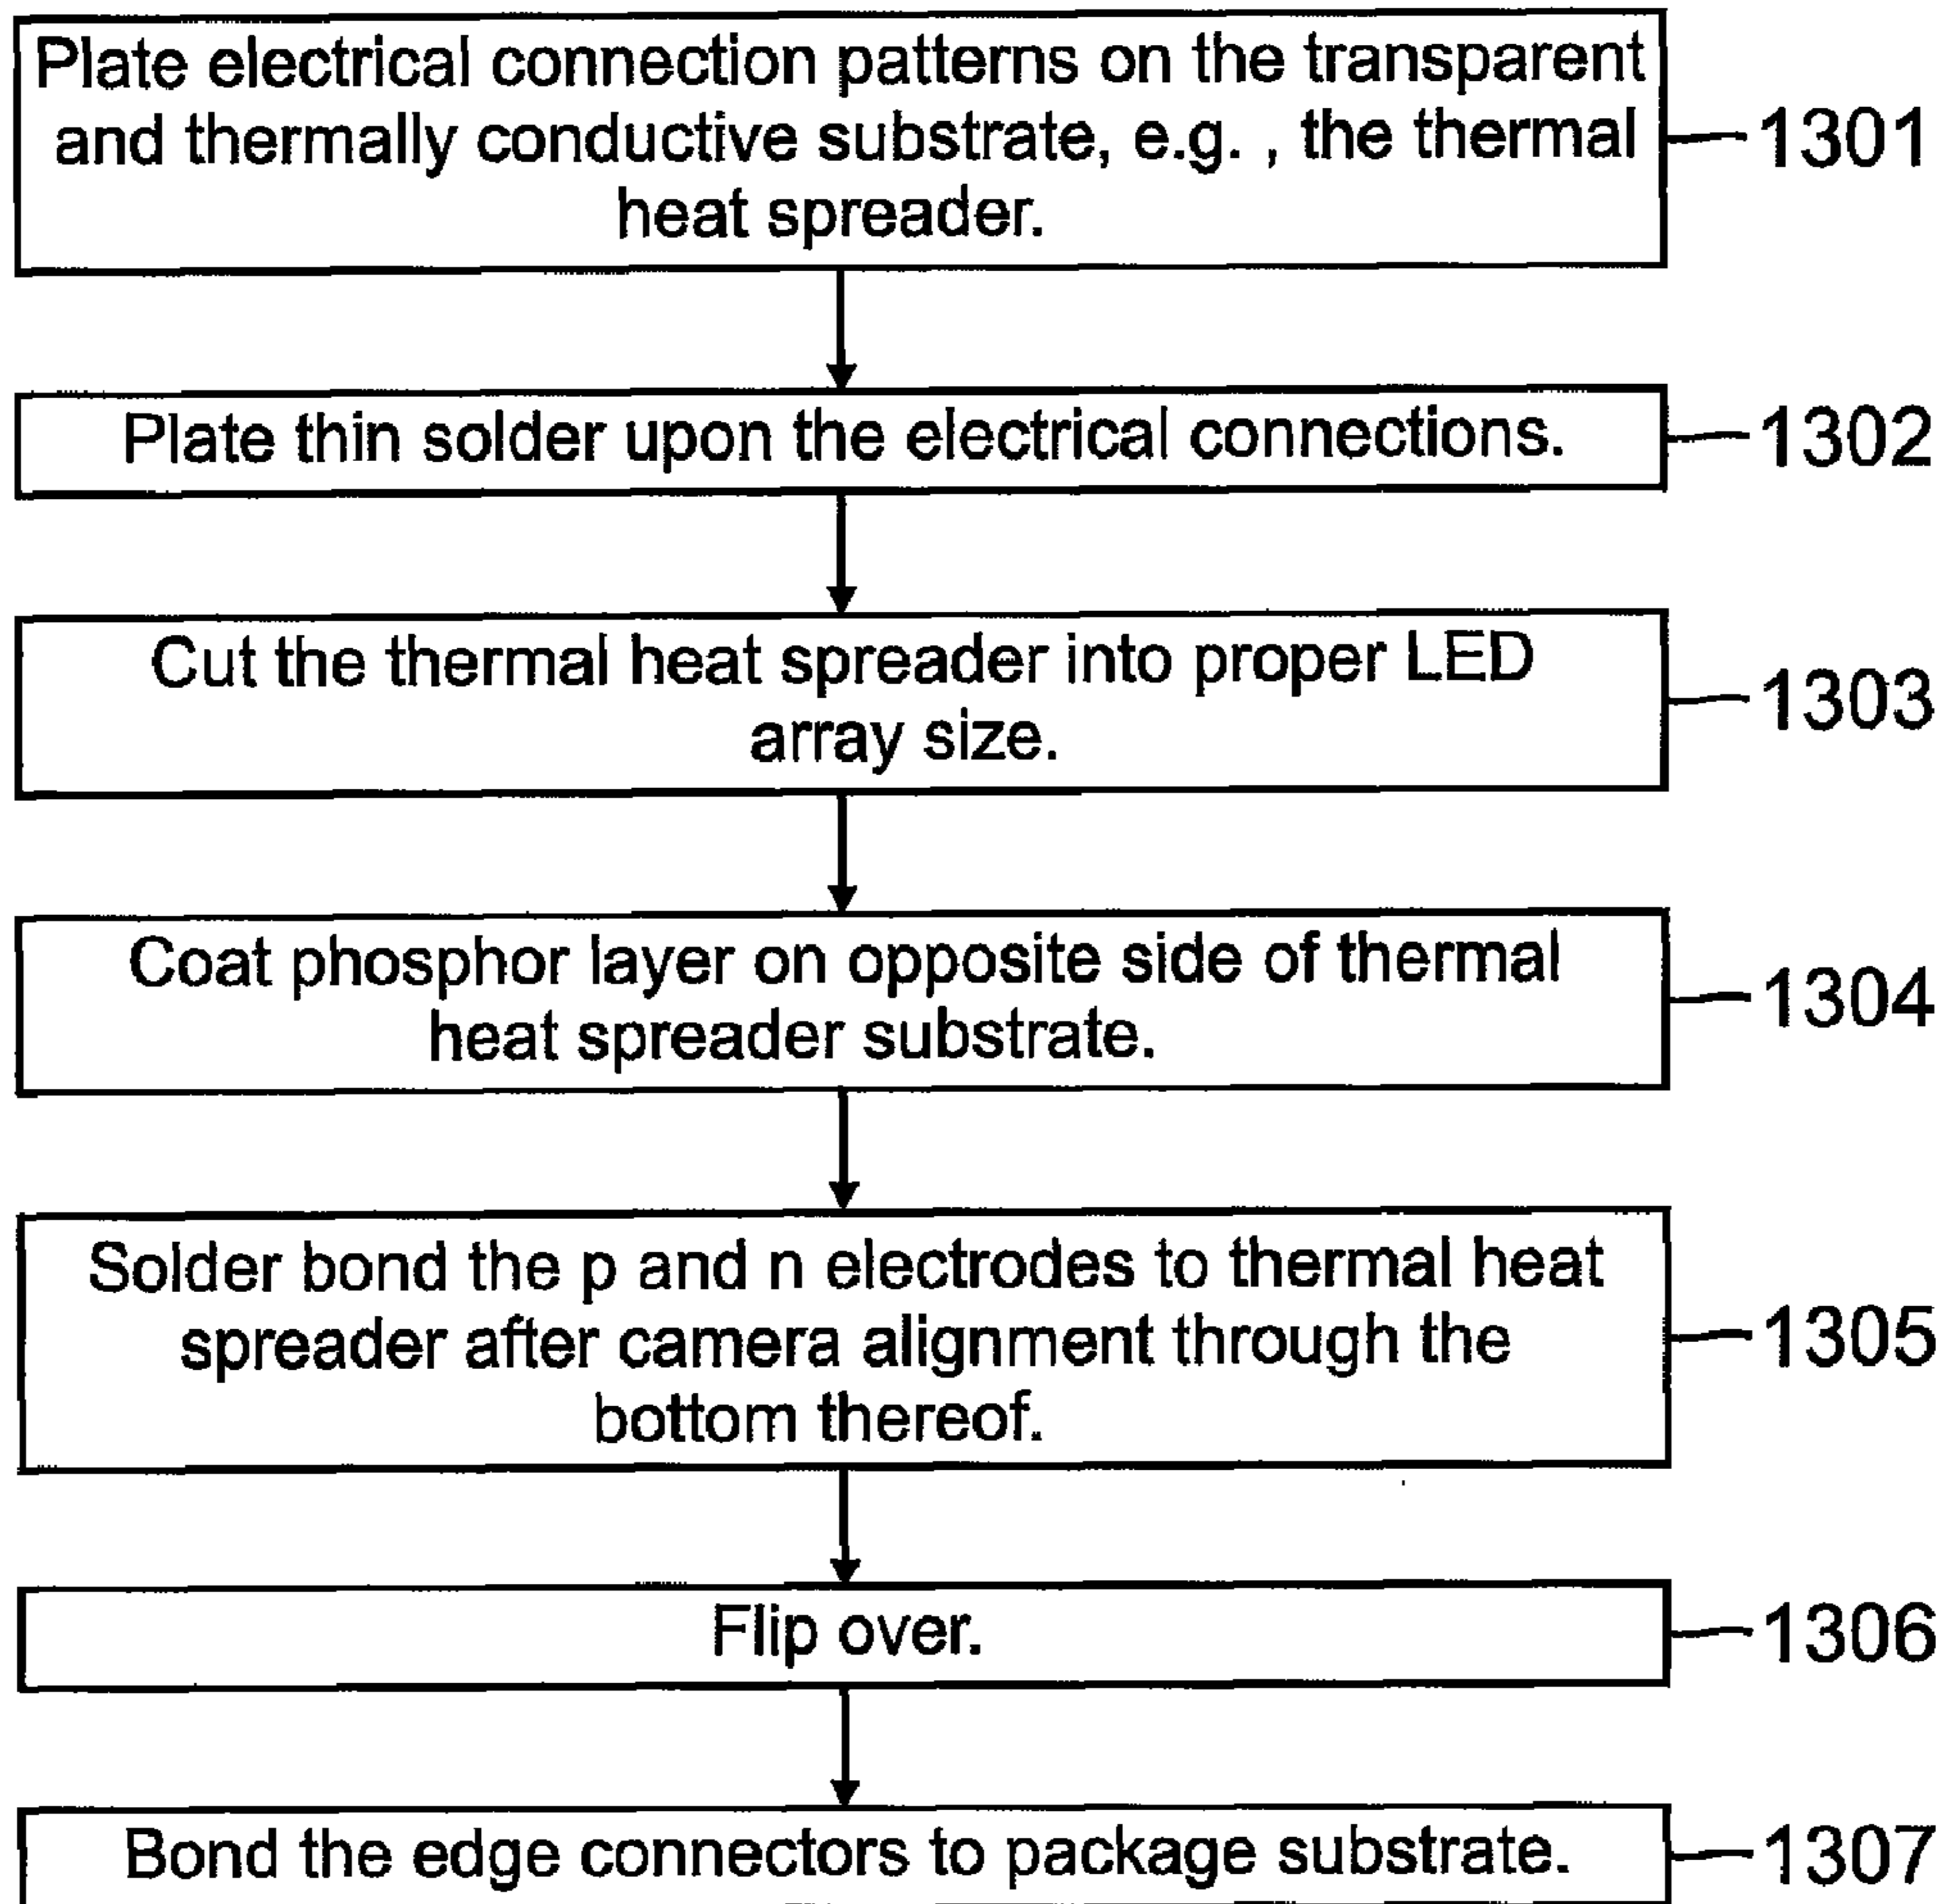 Plate electrical connection patterns on the transparent
and thermally conductive substrate, e.g. , the thermal
heat spreader.
1301
Plate thin solder upon the electrical connections.
1302
Cut the thermal heat spreader into proper LED
array size.
1303
Coat phosphor layer on opposite side of thermal
heat spreader substrate.
1304
Solder bond the p and n electrodes to thermal heat
spreader after camera alignment through the
bottom thereof.
1305
Flip over.
1306
Bond the edge connectors to package substrate.
1307